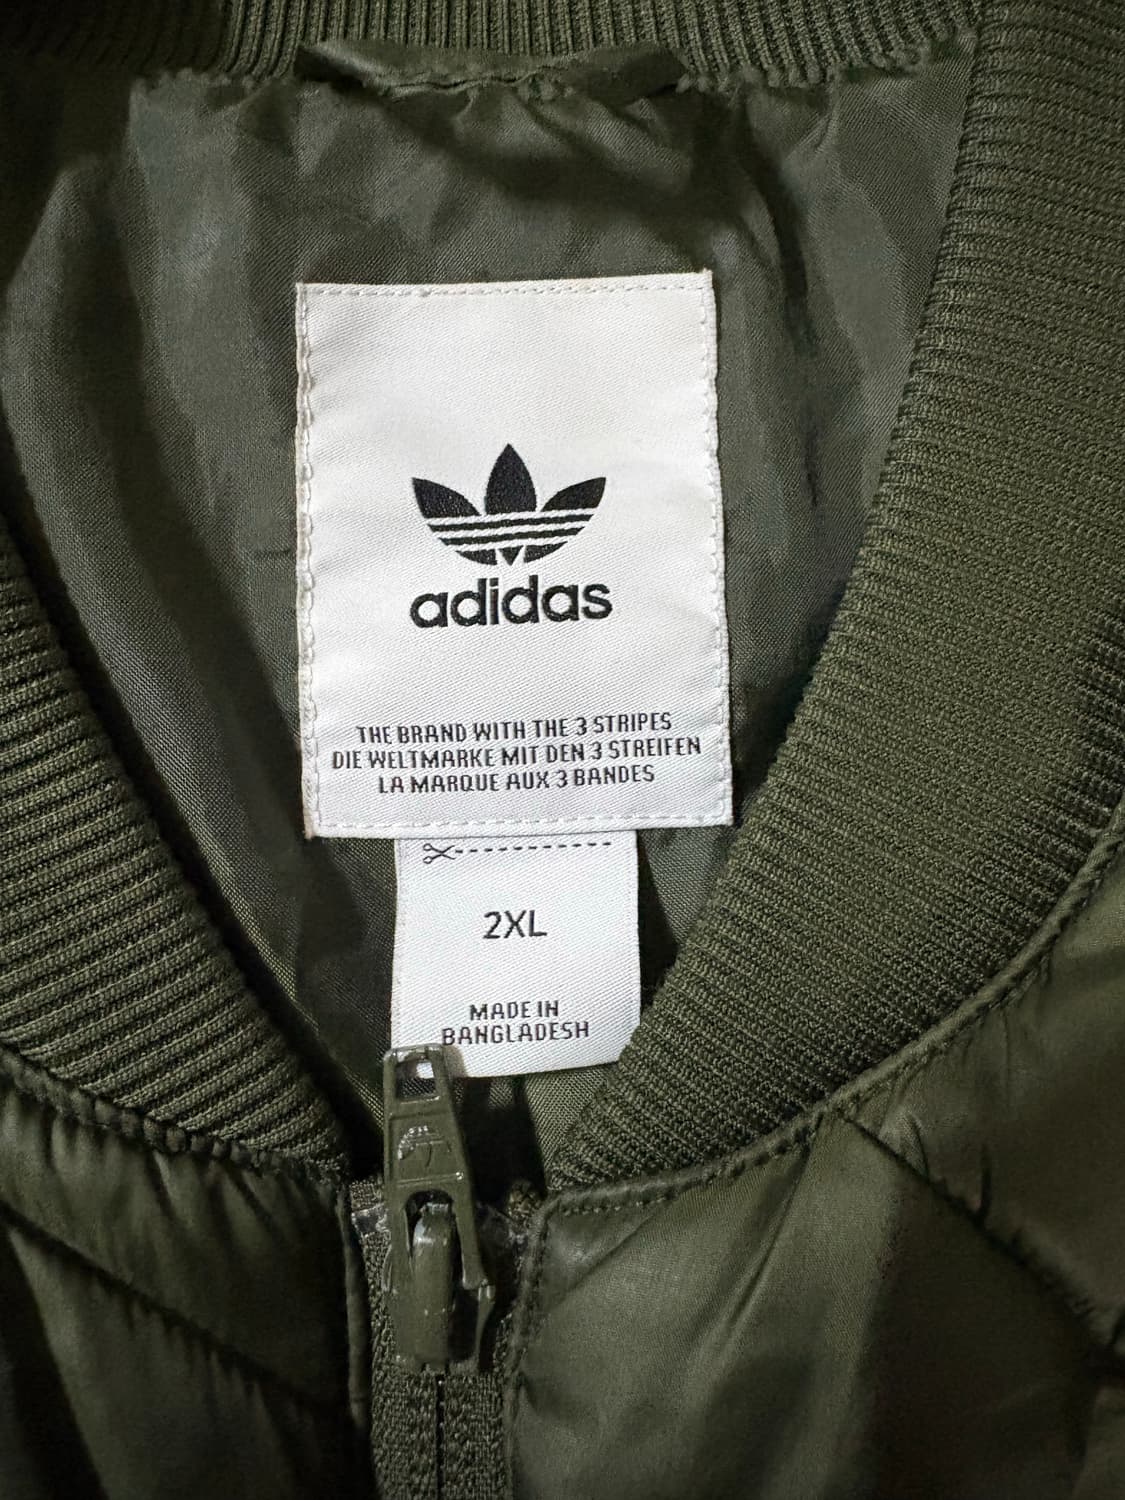 adidas
THE BRAND WITH THE 3 STRIPES
DIE WELTMARKE MIT DEN 3 STREIFEN
LA MARQUE AUX 3 BANDES
2XL
MADE IN
BANGLADESH